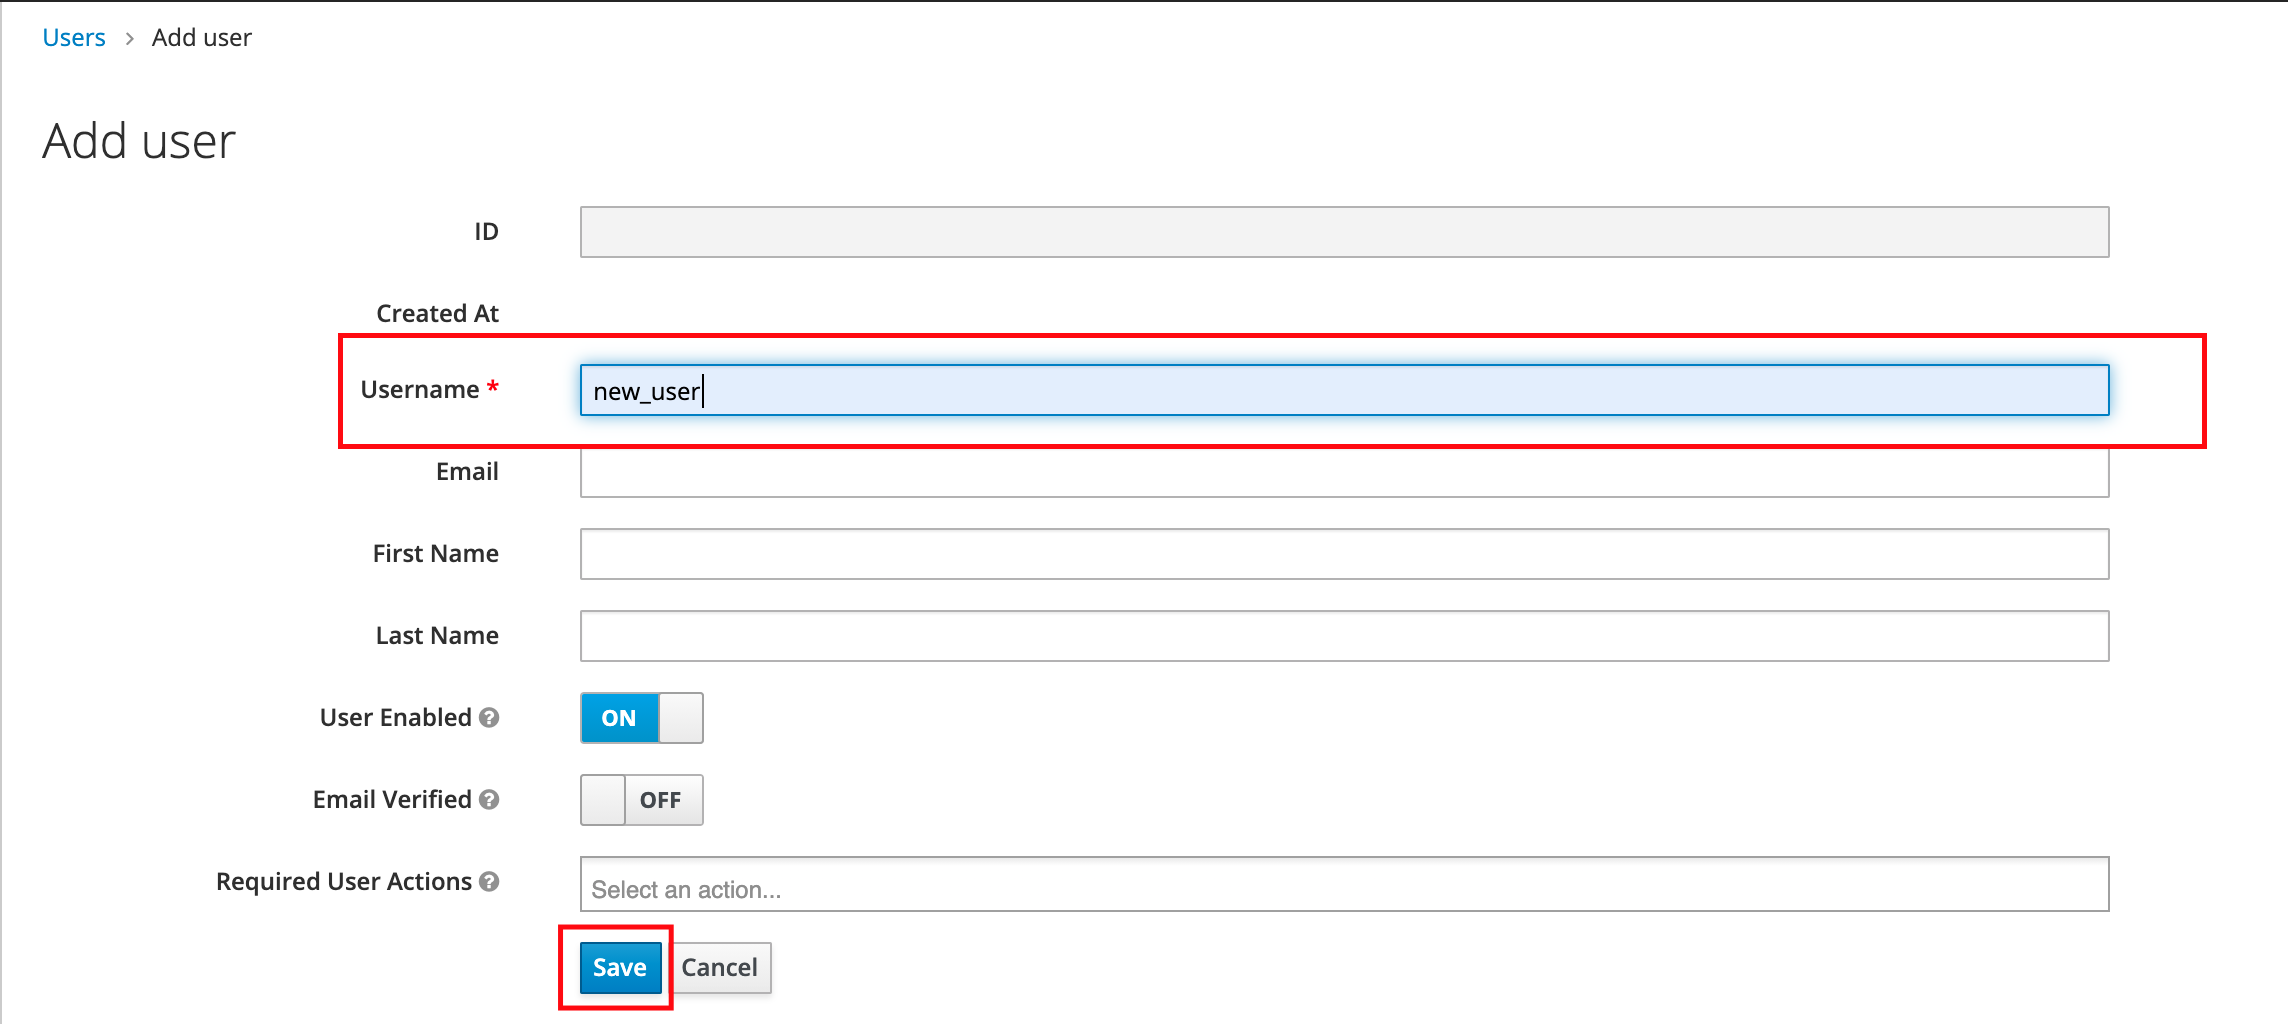 Users > Add user
Add user
ID
Created At
Username * new_user
Email
First Name
Last Name
User Enabled ? ON
Email Verified ? OFF
Required User Actions ? Select an action...
Save Cancel